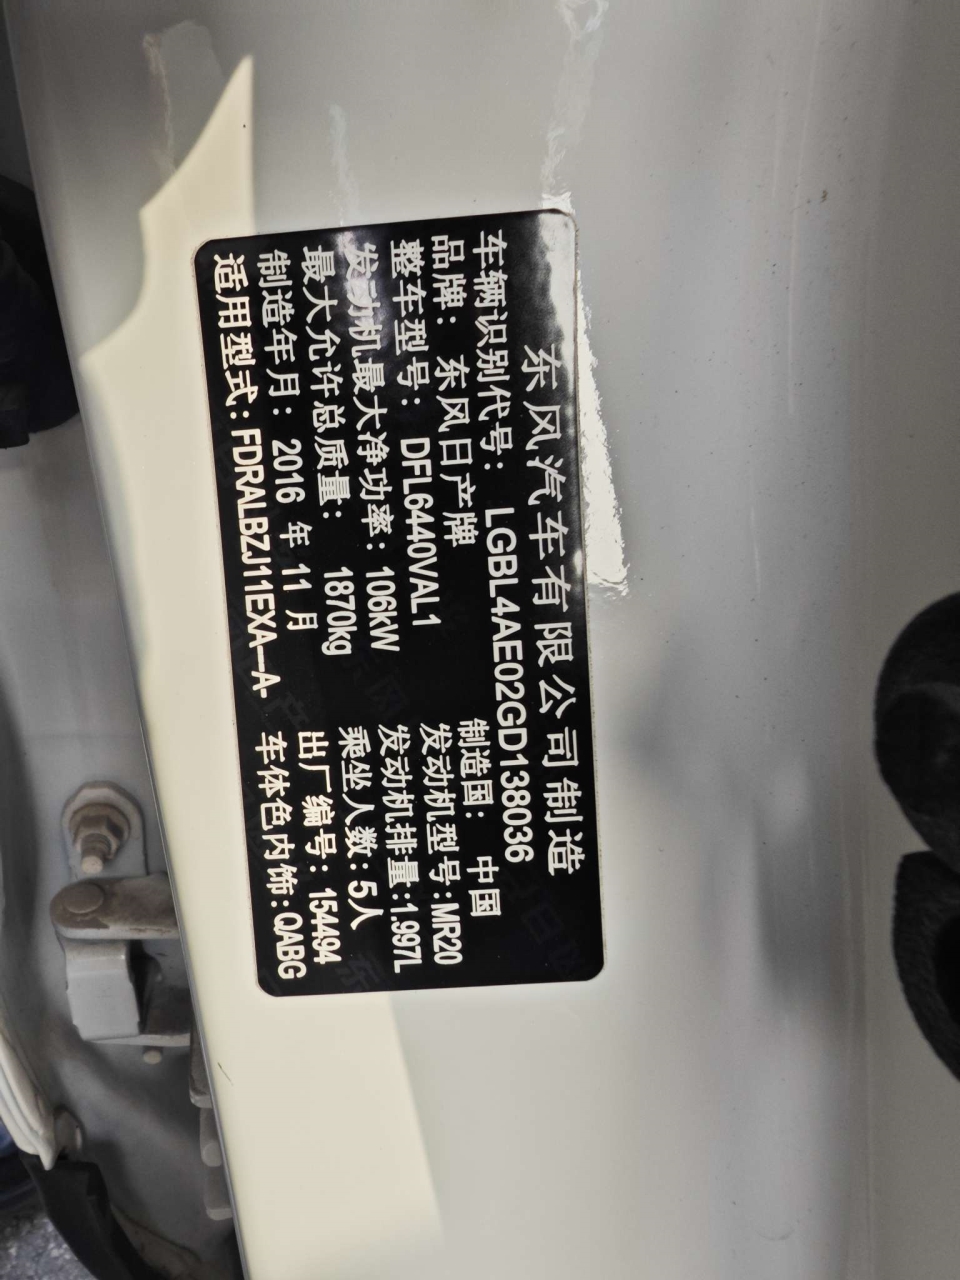 东风汽车有限公司制造
车辆识别代号：LGBL4AE02GD138036
品牌：东风日产牌 制造国：中国
整车型号：DFL6440VAL1 发动机型号：MR20
发动机最大净功率：106kW 发动机排量：1.997L
最大允许总质量：1870kg 乘坐人数：5人
制造年月：2016 年 11 月 出厂编号：154494
适用型式：FDRALBZJ11EXA—A- 车体色内饰：QABG